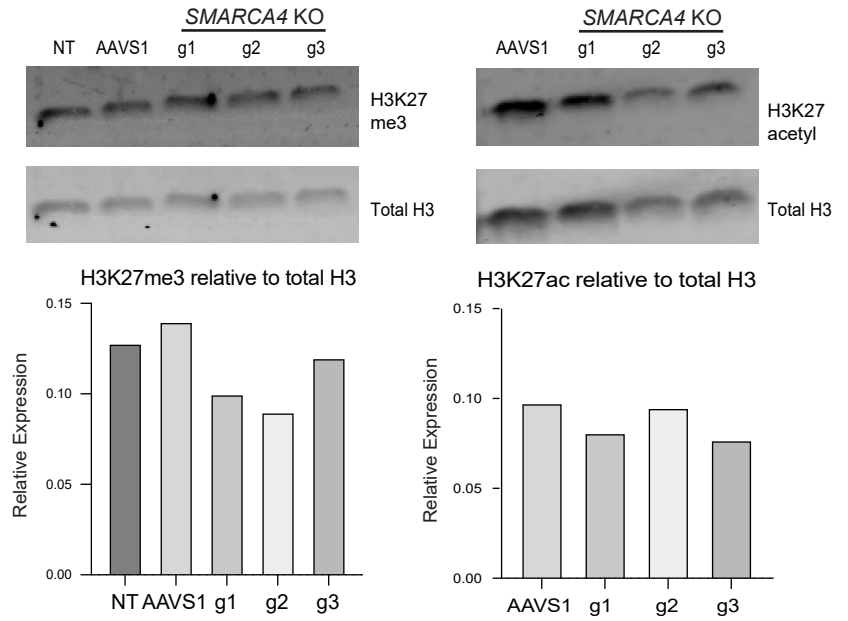 SMARCA4 KO
NT AAVS1 g1 g2 g3
H3K27
me3
Total H3
H3K27me3 relative to total H3
Relative Expression
0.15
0.10
0.05
0.00
NT AAVS1 g1 g2 g3
SMARCA4 KO
AAVS1 g1 g2 g3
H3K27
acetyl
Total H3
H3K27ac relative to total H3
Relative Expression
0.15
0.10
0.05
0.00
AAVS1 g1 g2 g3